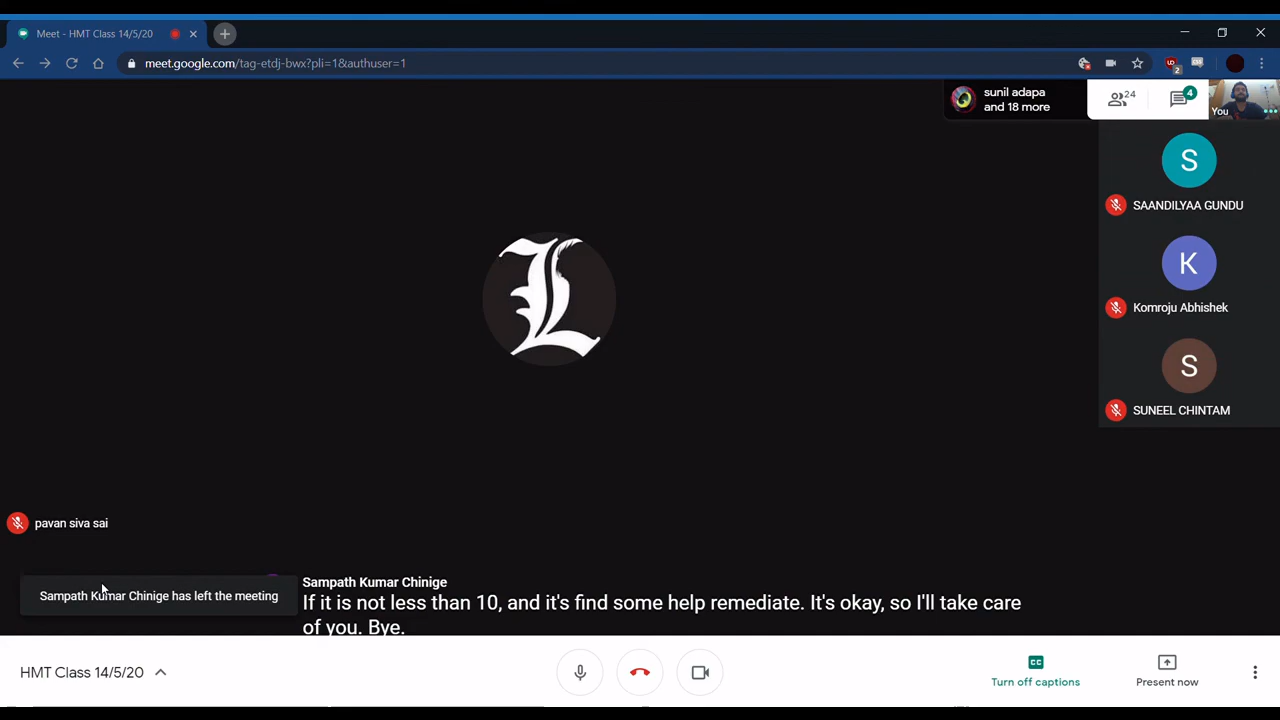 Meet - HMT Class 14/5/20
meet.google.com/tag-etdj-bwx?pli=1&authuser=1
2
sunil adapa
and 18 more
24
4
You
S
SAANDILYAA GUNDU
K
Komroju Abhishek
S
SUNEEL CHINTAM
L
pavan siva sai
Sampath Kumar Chinige has left the meeting
Sampath Kumar Chinige
If it is not less than 10, and it's find some help remediate. It's okay, so I'll take care
of you. Bye.
HMT Class 14/5/20
CC
Turn off captions
Present now